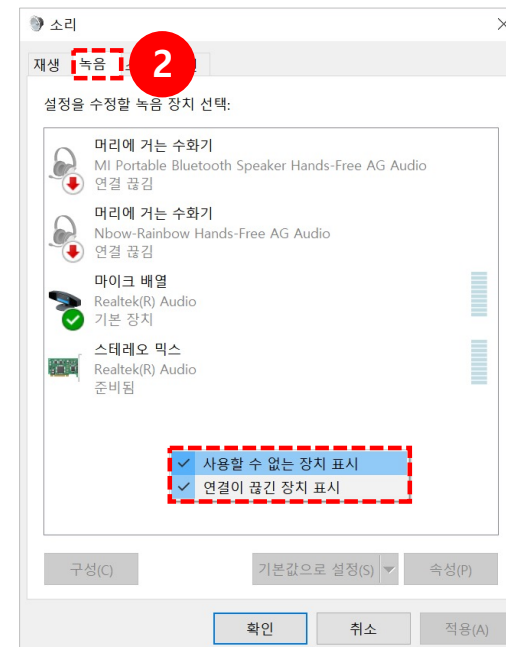 소리
재생
녹음
2
설정을 수정할 녹음 장치 선택:
머리에 거는 수화기
MI Portable Bluetooth Speaker Hands-Free AG Audio
연결 끊김
머리에 거는 수화기
Nbow-Rainbow Hands-Free AG Audio
연결 끊김
마이크 배열
Realtek(R) Audio
기본 장치
스테레오 믹스
Realtek(R) Audio
준비됨
사용할 수 없는 장치 표시
연결이 끊긴 장치 표시
구성(C)
기본값으로 설정(S)
속성(P)
확인
취소
적용(A)